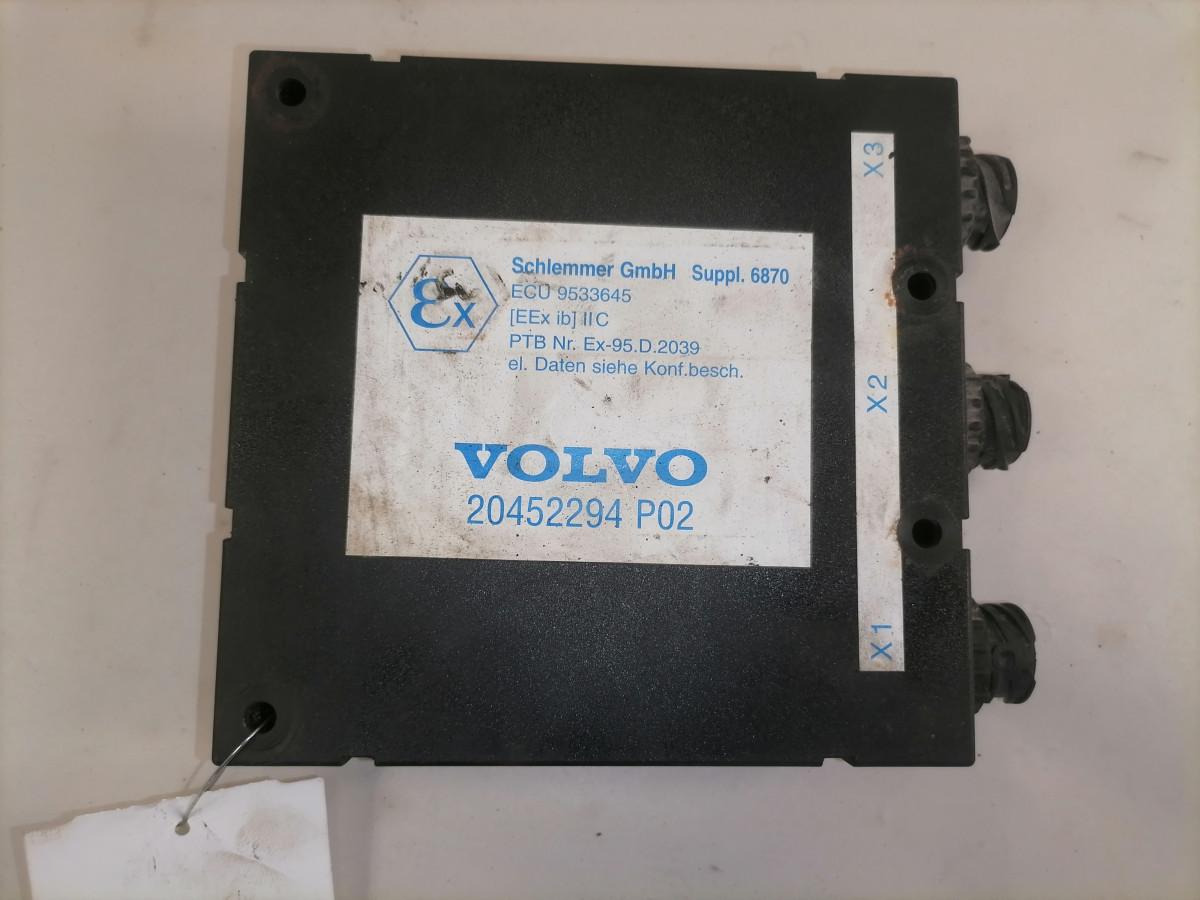 Ex
Schlemmer GmbH Suppl. 6870
ECU 9533645
[EEx ib] IIC
PTB Nr. Ex-95.D.2039
el. Daten siehe Konf.besch.
VOLVO
20452294 P02
X3
X2
X1